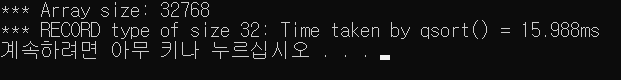 *** Array size: 32768
*** RECORD type of size 32: Time taken by qsort() = 15.988ms
계속하려면 아무 키나 누르십시오 . . .